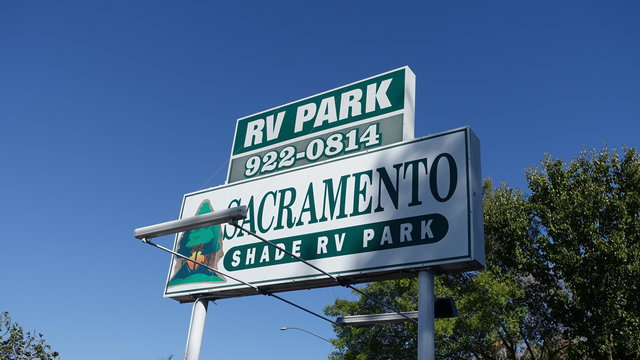 RV PARK
922-0814
SACRAMENTO
SHADE RV PARK